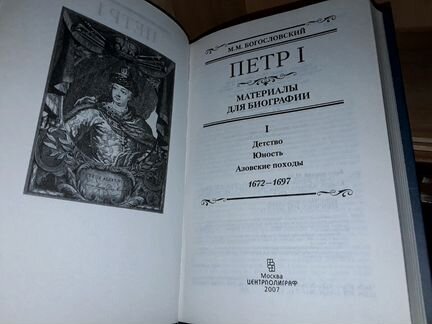 М.М. БОГОСЛОВСКИЙ
ПЕТР I
МАТЕРИАЛЫ
ДЛЯ БИОГРАФИИ
I
Детство
Юность
Азовские походы
1672—1697
Москва
ЦЕНТРПОЛИГРАФ
2007